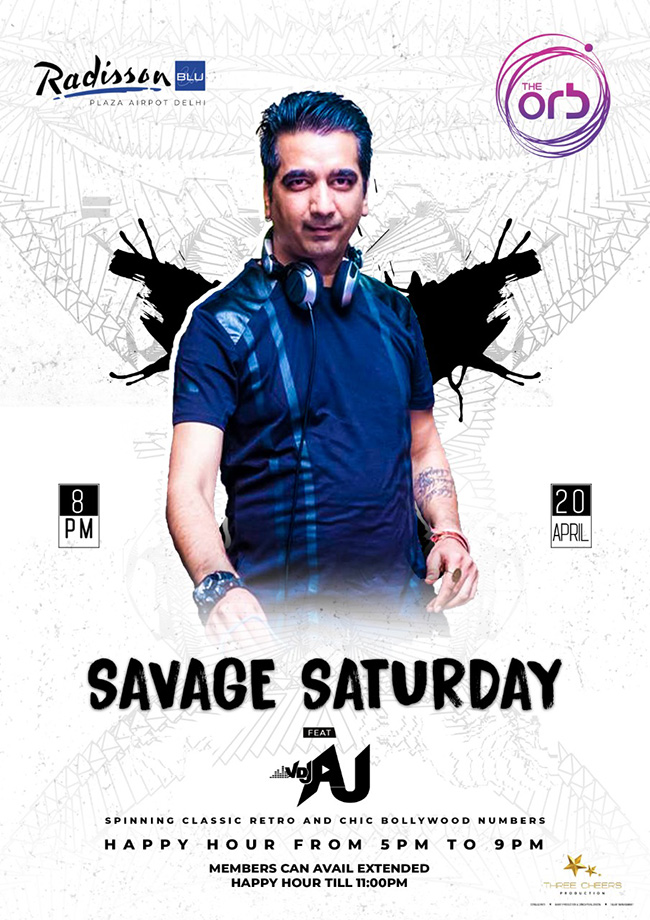 Radisson BLU
PLAZA AIRPOT DELHI
THE
orb
8
PM
20
APRIL
SAVAGE SATURDAY
FEAT
VDJ AJ
SPINNING CLASSIC RETRO AND CHIC BOLLYWOOD NUMBERS
HAPPY HOUR FROM 5PM TO 9PM
MEMBERS CAN AVAIL EXTENDED
HAPPY HOUR TILL 11:00PM
THREE CHEERS
PRODUCTION